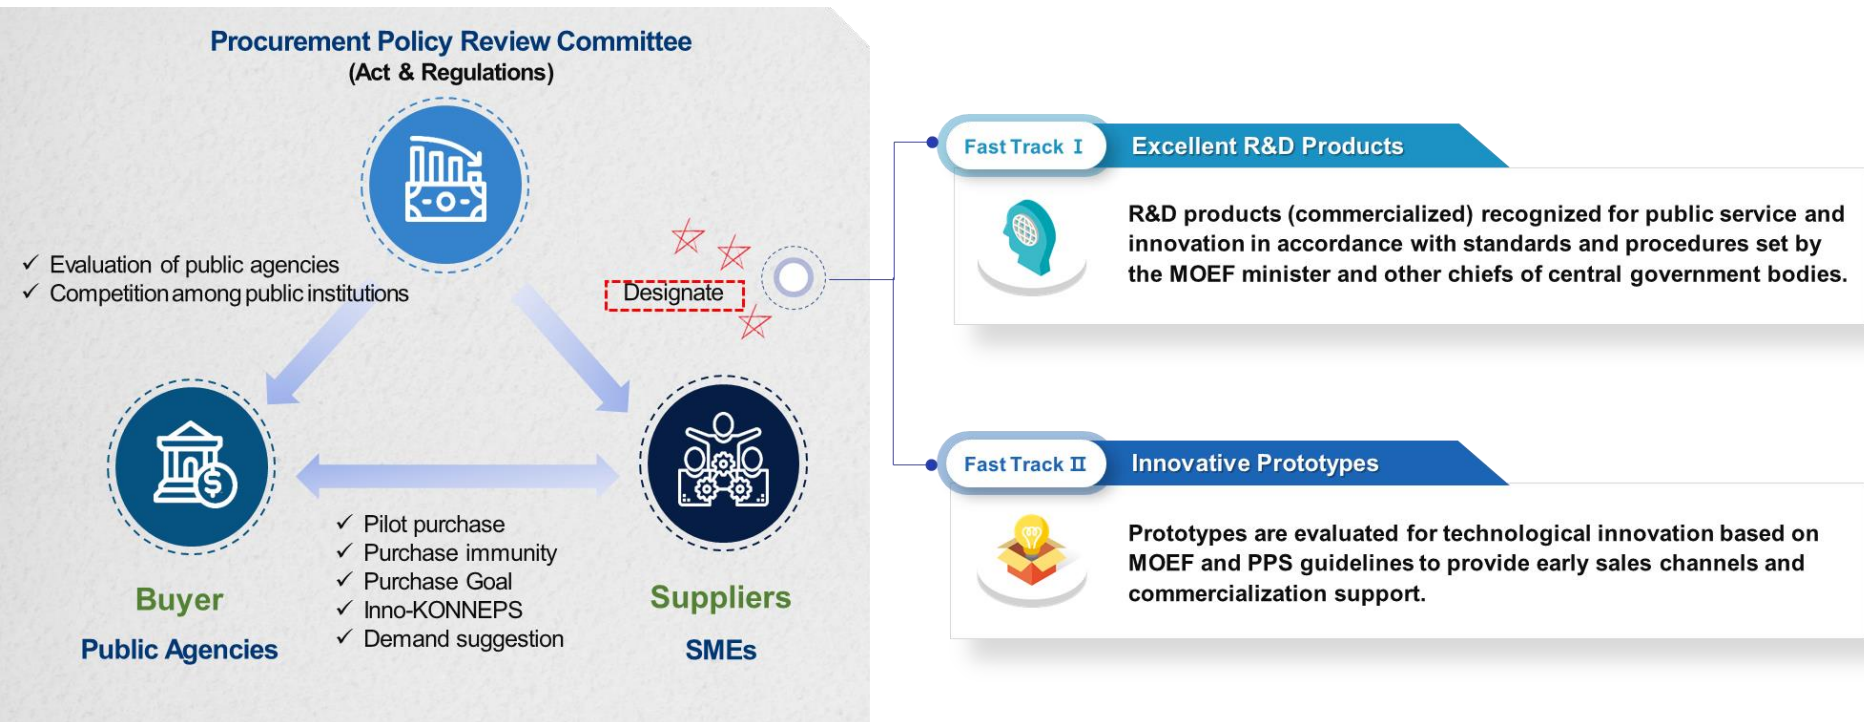 Procurement Policy Review Committee
(Act & Regulations)
✓ Evaluation of public agencies
✓ Competition among public institutions
Designate
✓ Pilot purchase
✓ Purchase immunity
✓ Purchase Goal
✓ Inno-KONNEPS
✓ Demand suggestion
Buyer
Public Agencies
Suppliers
SMEs
Fast Track Ⅰ
Excellent R&D Products
R&D products (commercialized) recognized for public service and
innovation in accordance with standards and procedures set by
the MOEF minister and other chiefs of central government bodies.
Fast Track Ⅱ
Innovative Prototypes
Prototypes are evaluated for technological innovation based on
MOEF and PPS guidelines to provide early sales channels and
commercialization support.